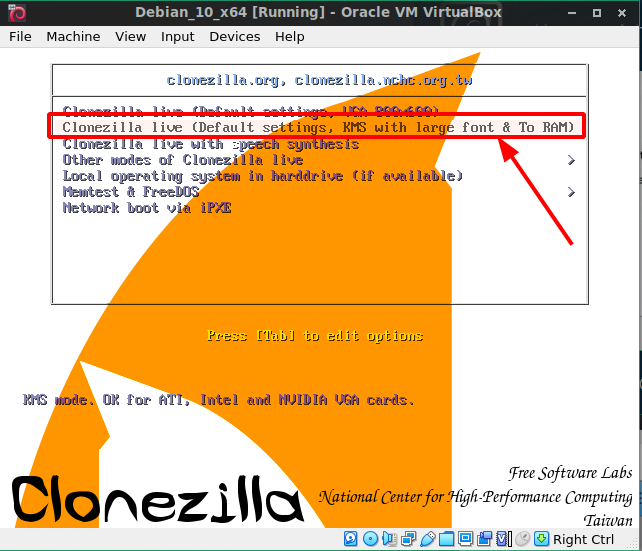 Debian_10_x64 [Running] - Oracle VM VirtualBox
File Machine View Input Devices Help
clonezilla.org, clonezilla.nchc.org.tw
Clonezilla live (Default settings, VGA 800x600)
Clonezilla live (Default settings, KMS with large font & To RAM)
Clonezilla live with speech synthesis
Other modes of Clonezilla live >
Local operating system in harddrive (if available)
Memtest & FreeDOS >
Network boot via iPXE
Press [Tab] to edit options
KMS mode. OK for ATI, Intel and NVIDIA VGA cards.
Clonezilla
Free Software Labs
National Center for High-Performance Computing
Taiwan
Right Ctrl